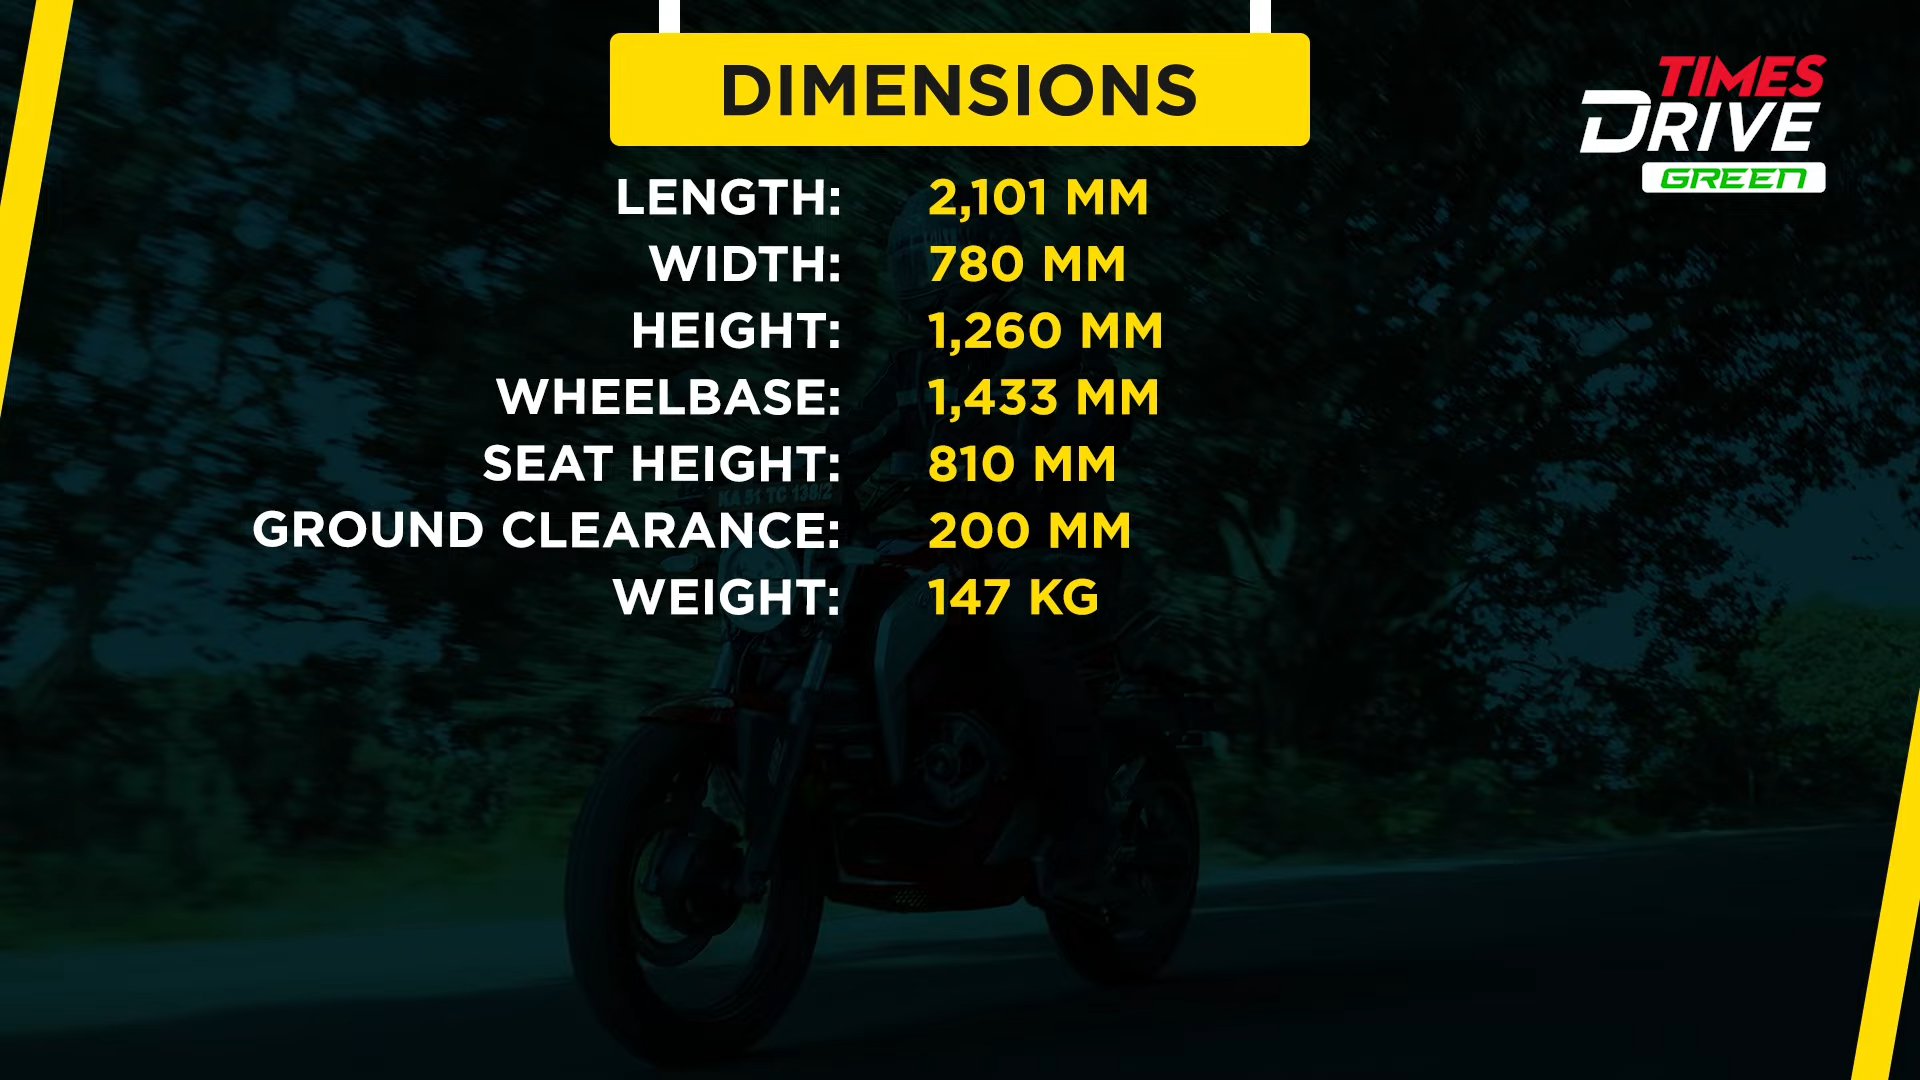 DIMENSIONS
TIMES
DRIVE
GREEN
LENGTH: 2,101 MM
WIDTH: 780 MM
HEIGHT: 1,260 MM
WHEELBASE: 1,433 MM
SEAT HEIGHT: 810 MM
GROUND CLEARANCE: 200 MM
WEIGHT: 147 KG